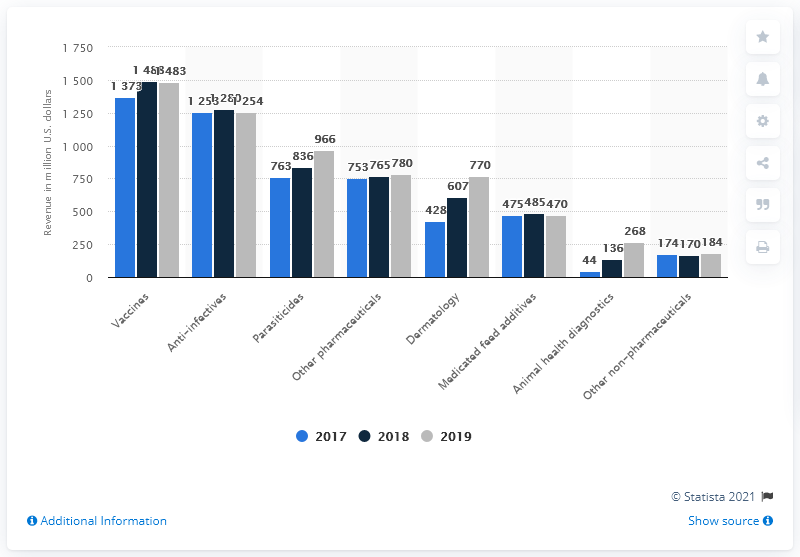 1 750
1 500
1 250
1 000
750
500
250
0
Revenue in million U.S. dollars
1 373
1 483
1 253
1 254
763
836
966
753
765
780
428
607
770
475
485
470
44
136
268
174
170
184
Vaccines
Anti-infectives
Parasiticides
Other pharmaceuticals
Dermatology
Medicated feed additives
Animal health diagnostics
Other non-pharmaceuticals
2017
2018
2019
© Statista 2021
Additional Information
Show source